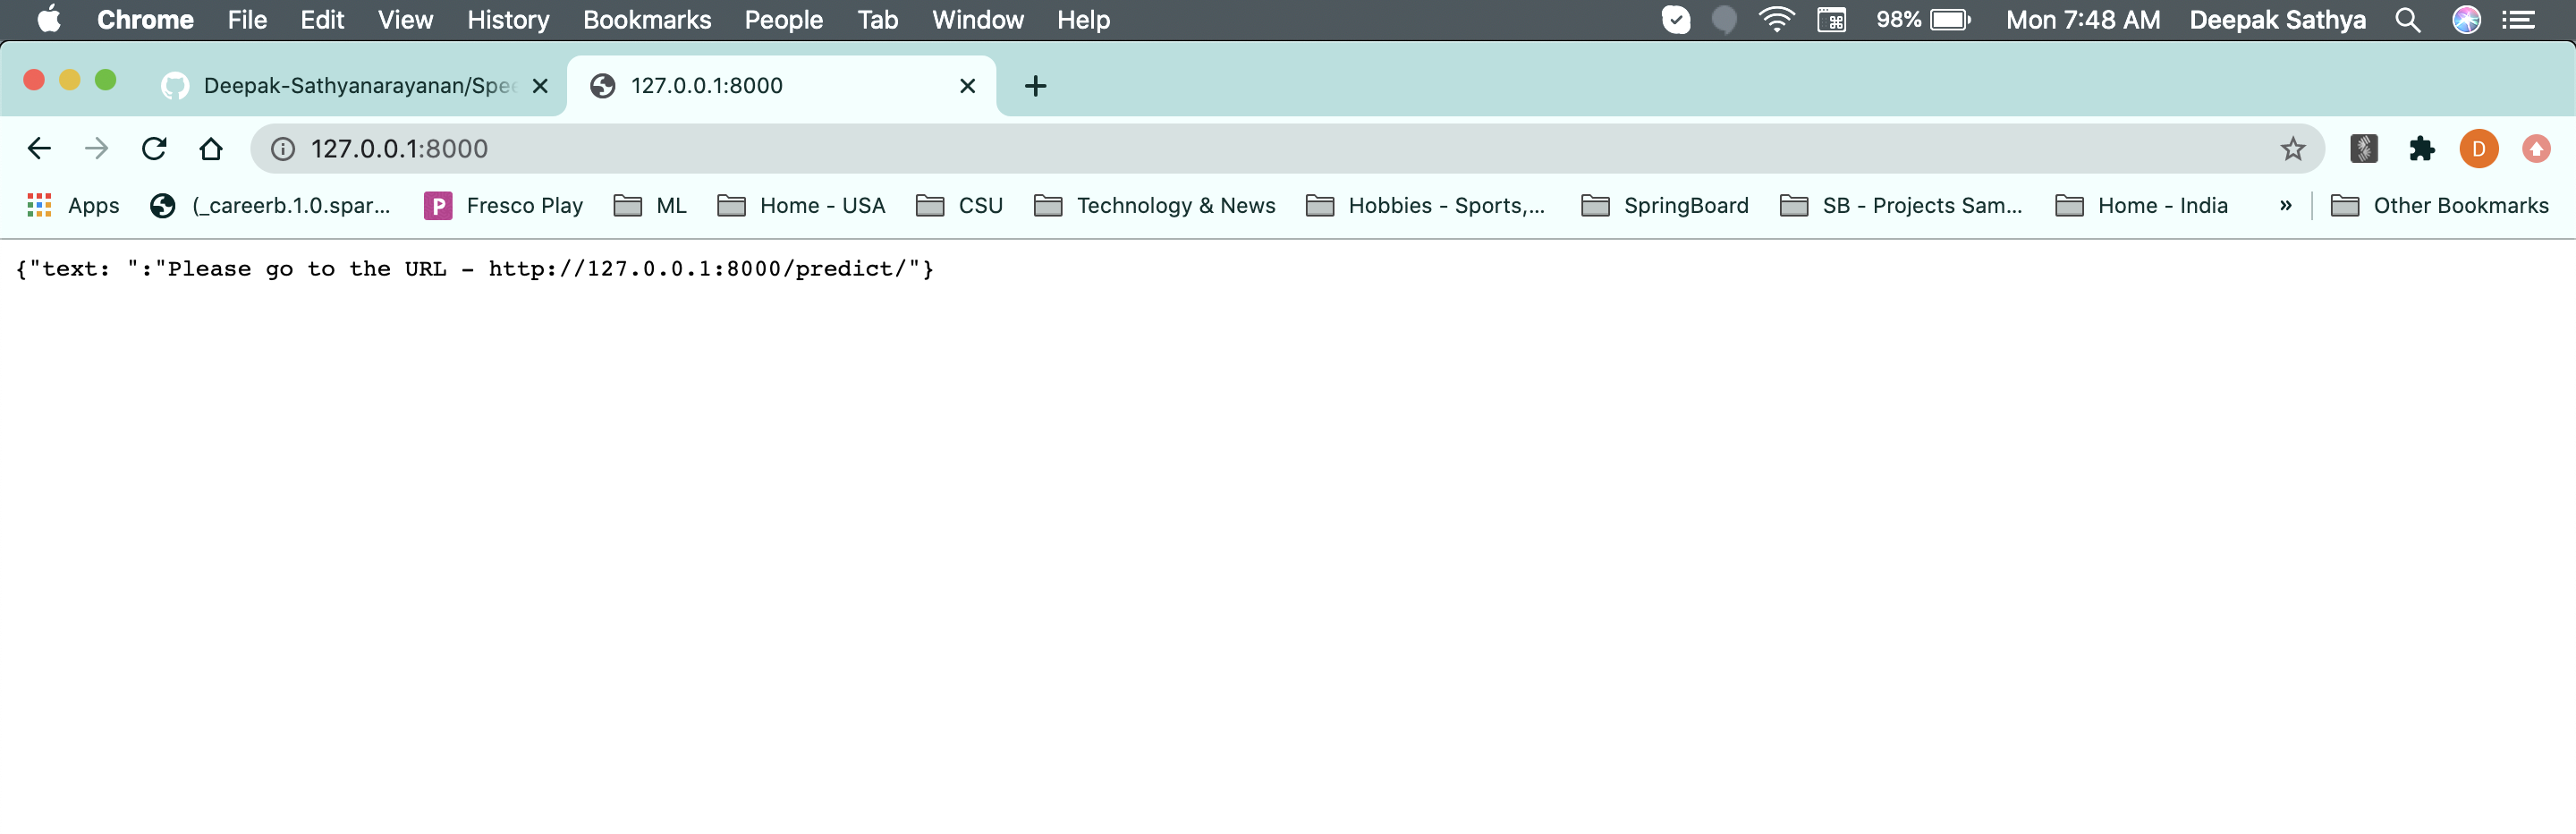 Chrome File Edit View History Bookmarks People Tab Window Help 98% Mon 7:48 AM Deepak Sathya
Deepak-Sathyanarayanan/Spee 127.0.0.1:8000
127.0.0.1:8000 D
Apps (_careerb.1.0.spar... P Fresco Play ML Home - USA CSU Technology & News Hobbies - Sports,... SpringBoard SB - Projects Sam... Home - India » Other Bookmarks
{"text: ":"Please go to the URL - http://127.0.0.1:8000/predict/"}